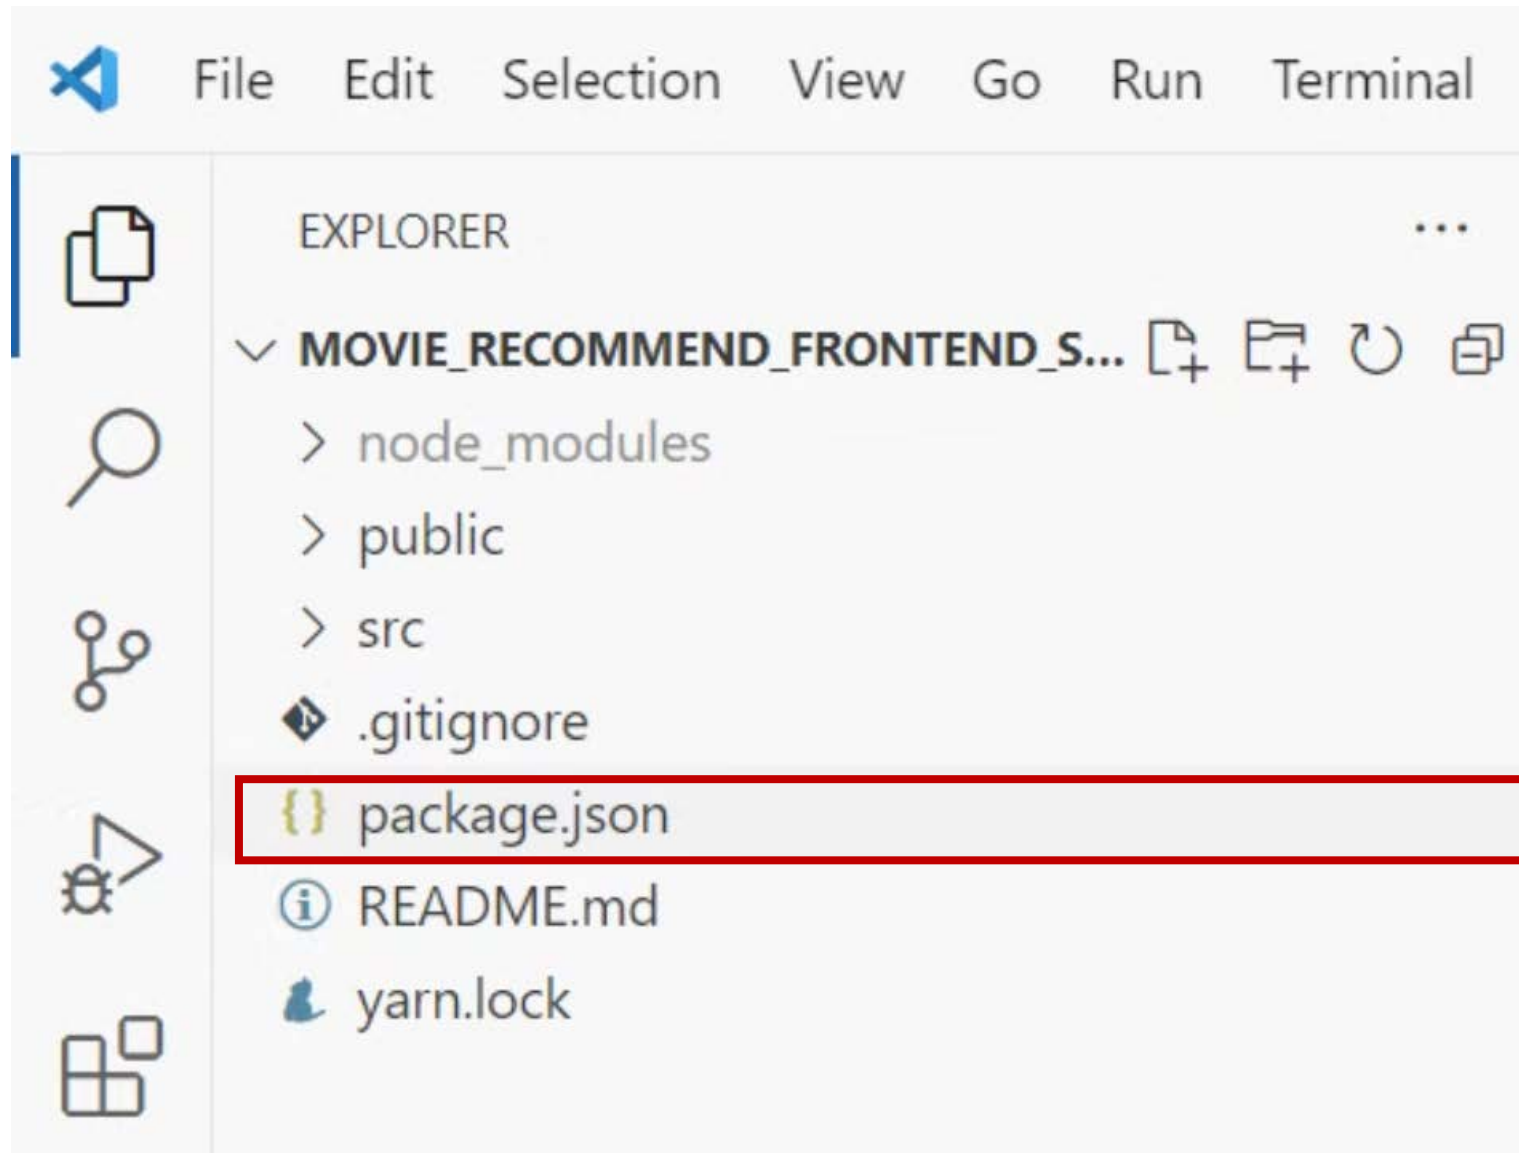 File Edit Selection View Go Run Terminal
EXPLORER
MOVIE_RECOMMEND_FRONTEND_S...
node_modules
public
src
.gitignore
package.json
README.md
yarn.lock